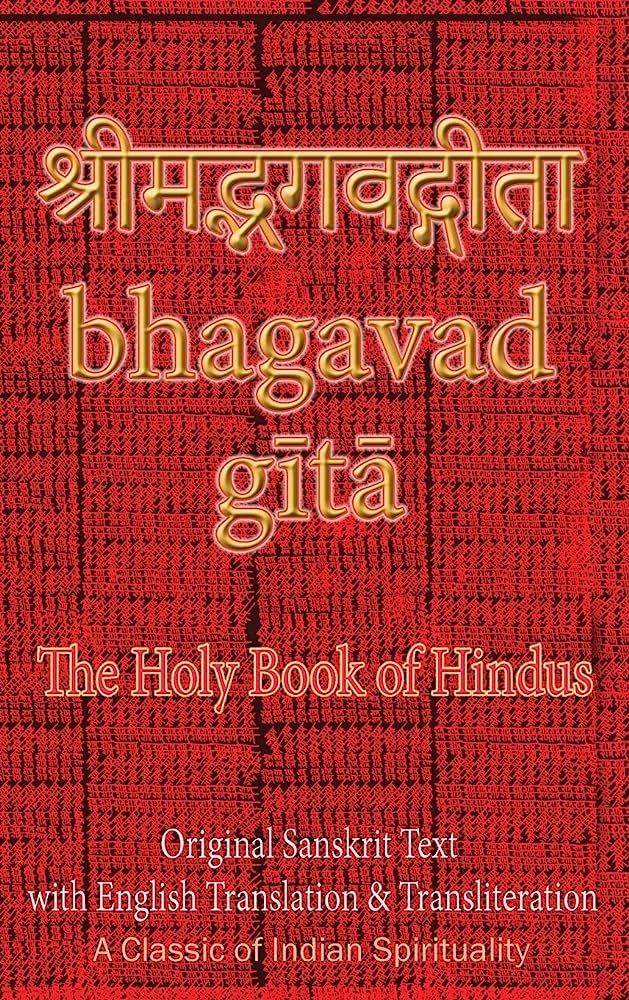 श्रीमद्भगवद्गीता
bhagavad
gītā
The Holy Book of Hindus
Original Sanskrit Text
with English Translation & Transliteration
A Classic of Indian Spirituality